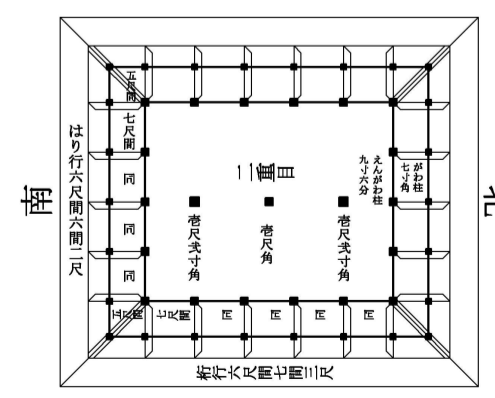 南
はり行六尺間六間二尺
五尺間
七尺間
同
同
同
二重目
壱尺弐寸角
壱尺角
壱尺弐寸角
えんがわ柱
九寸六分
がわ柱
七寸角
五尺間
七尺間
同
同
同
同
桁行六尺間七間三尺